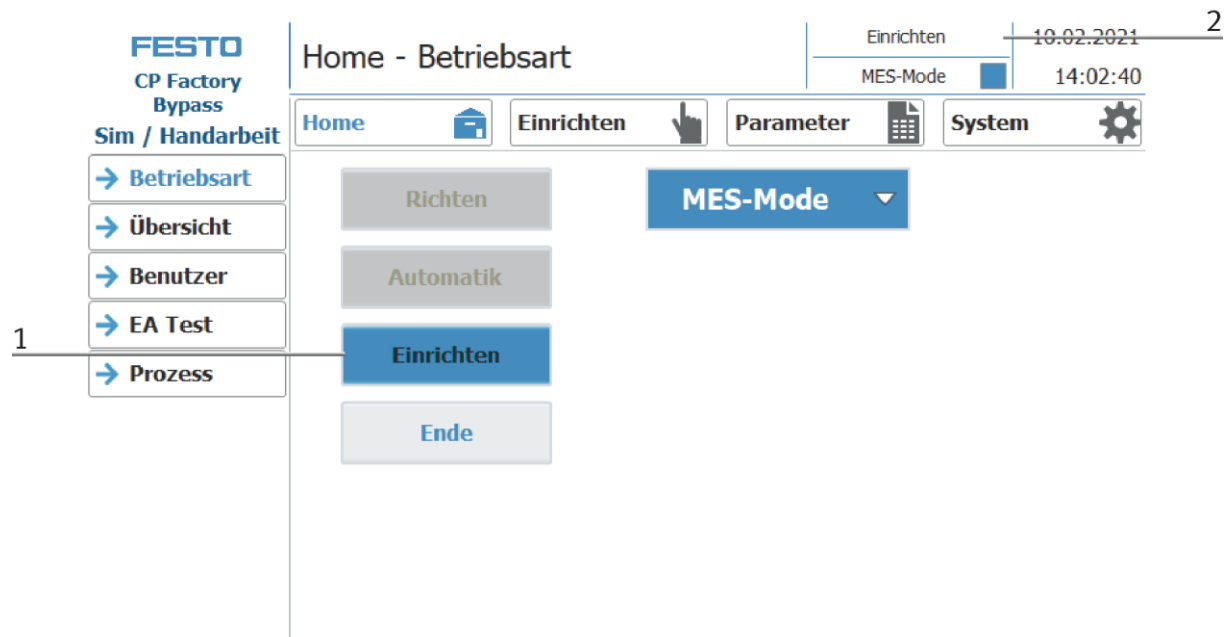 2
FESTO
CP Factory
Bypass
Sim / Handarbeit
Home - Betriebsart
Einrichten
10.02.2021
MES-Mode
14:02:40
Home
Einrichten
Parameter
System
Betriebsart
Übersicht
Benutzer
EA Test
Prozess
Richten
MES-Mode
Automatik
1
Einrichten
Ende